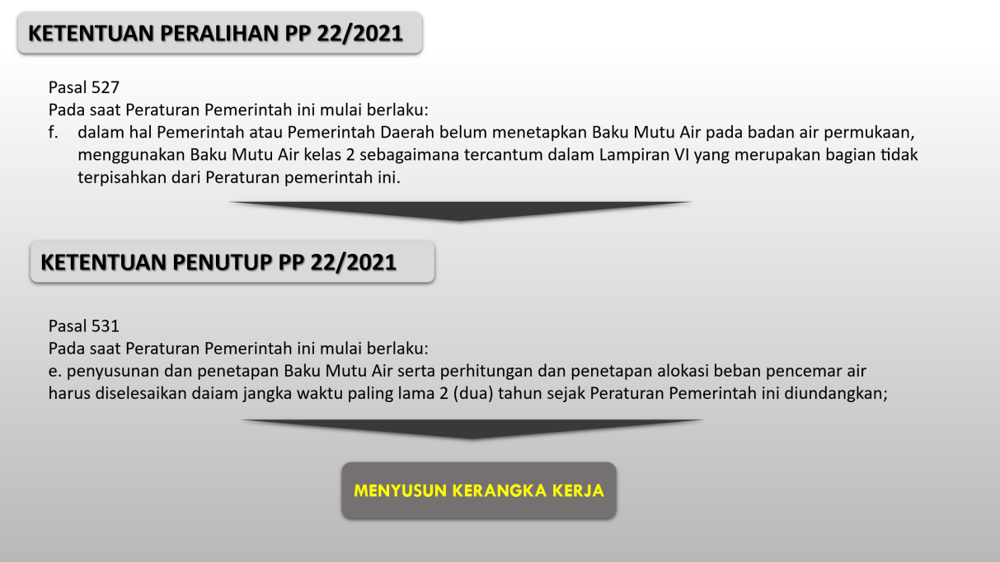 KETENTUAN PERALIHAN PP 22/2021
Pasal 527
Pada saat Peraturan Pemerintah ini mulai berlaku:
f. dalam hal Pemerintah atau Pemerintah Daerah belum menetapkan Baku Mutu Air pada badan air permukaan,
menggunakan Baku Mutu Air kelas 2 sebagaimana tercantum dalam Lampiran VI yang merupakan bagian tidak
terpisahkan dari Peraturan pemerintah ini.
KETENTUAN PENUTUP PP 22/2021
Pasal 531
Pada saat Peraturan Pemerintah ini mulai berlaku:
e. penyusunan dan penetapan Baku Mutu Air serta perhitungan dan penetapan alokasi beban pencemar air
harus diselesaikan daiam jangka waktu paling lama 2 (dua) tahun sejak Peraturan Pemerintah ini diundangkan;
MENYUSUN KERANGKA KERJA